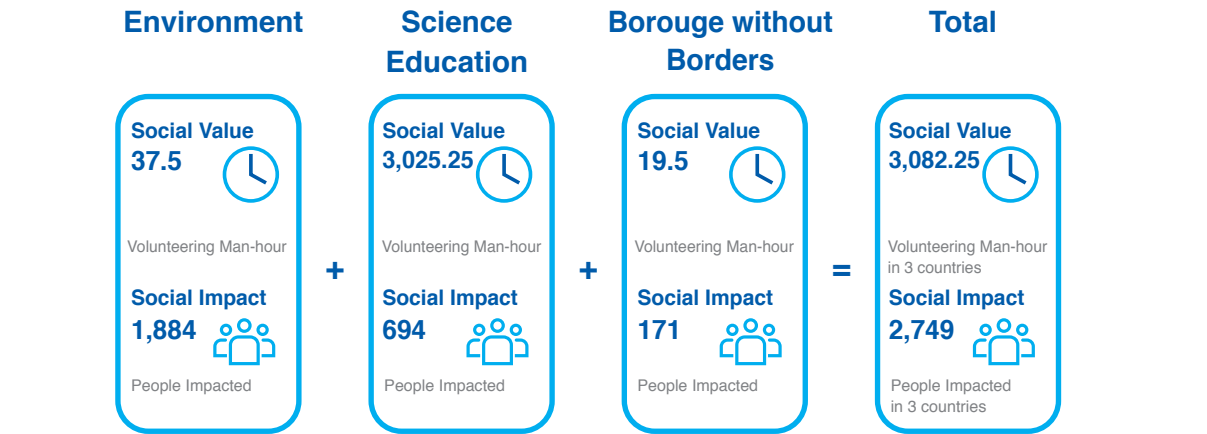 Environment
Science
Education
Borouge without
Borders
Total
Social Value
37.5
Volunteering Man-hour
Social Impact
1,884
People Impacted
+
Social Value
3,025.25
Volunteering Man-hour
Social Impact
694
People Impacted
+
Social Value
19.5
Volunteering Man-hour
Social Impact
171
People Impacted
=
Social Value
3,082.25
Volunteering Man-hour
in 3 countries
Social Impact
2,749
People Impacted
in 3 countries